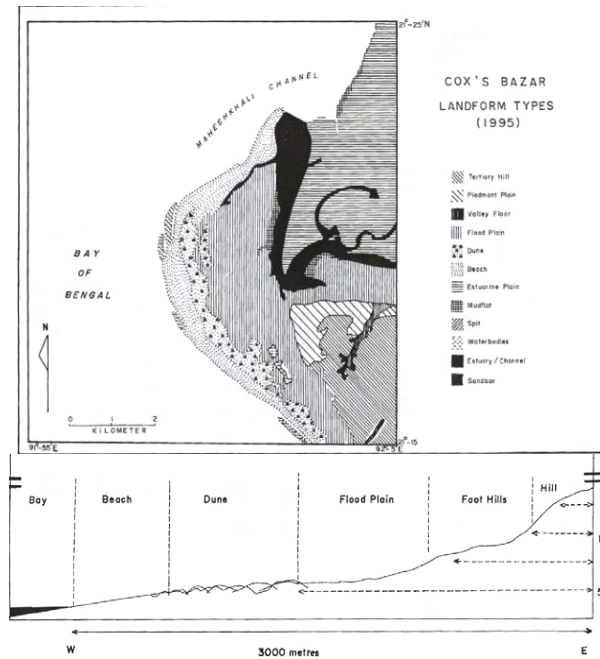 21°-25'N
MAHESHKHALI CHANNEL
COX'S BAZAR
LANDFORM TYPES
(1995)
Tertiary Hill
Piedmont Plain
Valley Floor
Flood Plain
Dune
Beach
Estuarine Plain
Mudflat
Spit
Waterbodies
Estuary / Channel
Sandbar
BAY
OF
BENGAL
N
0 1 2
KILOMETER
21°-15
92°-5'E
Bay Beach Dune Flood Plain Foot Hills Hill
W 3000 metres E